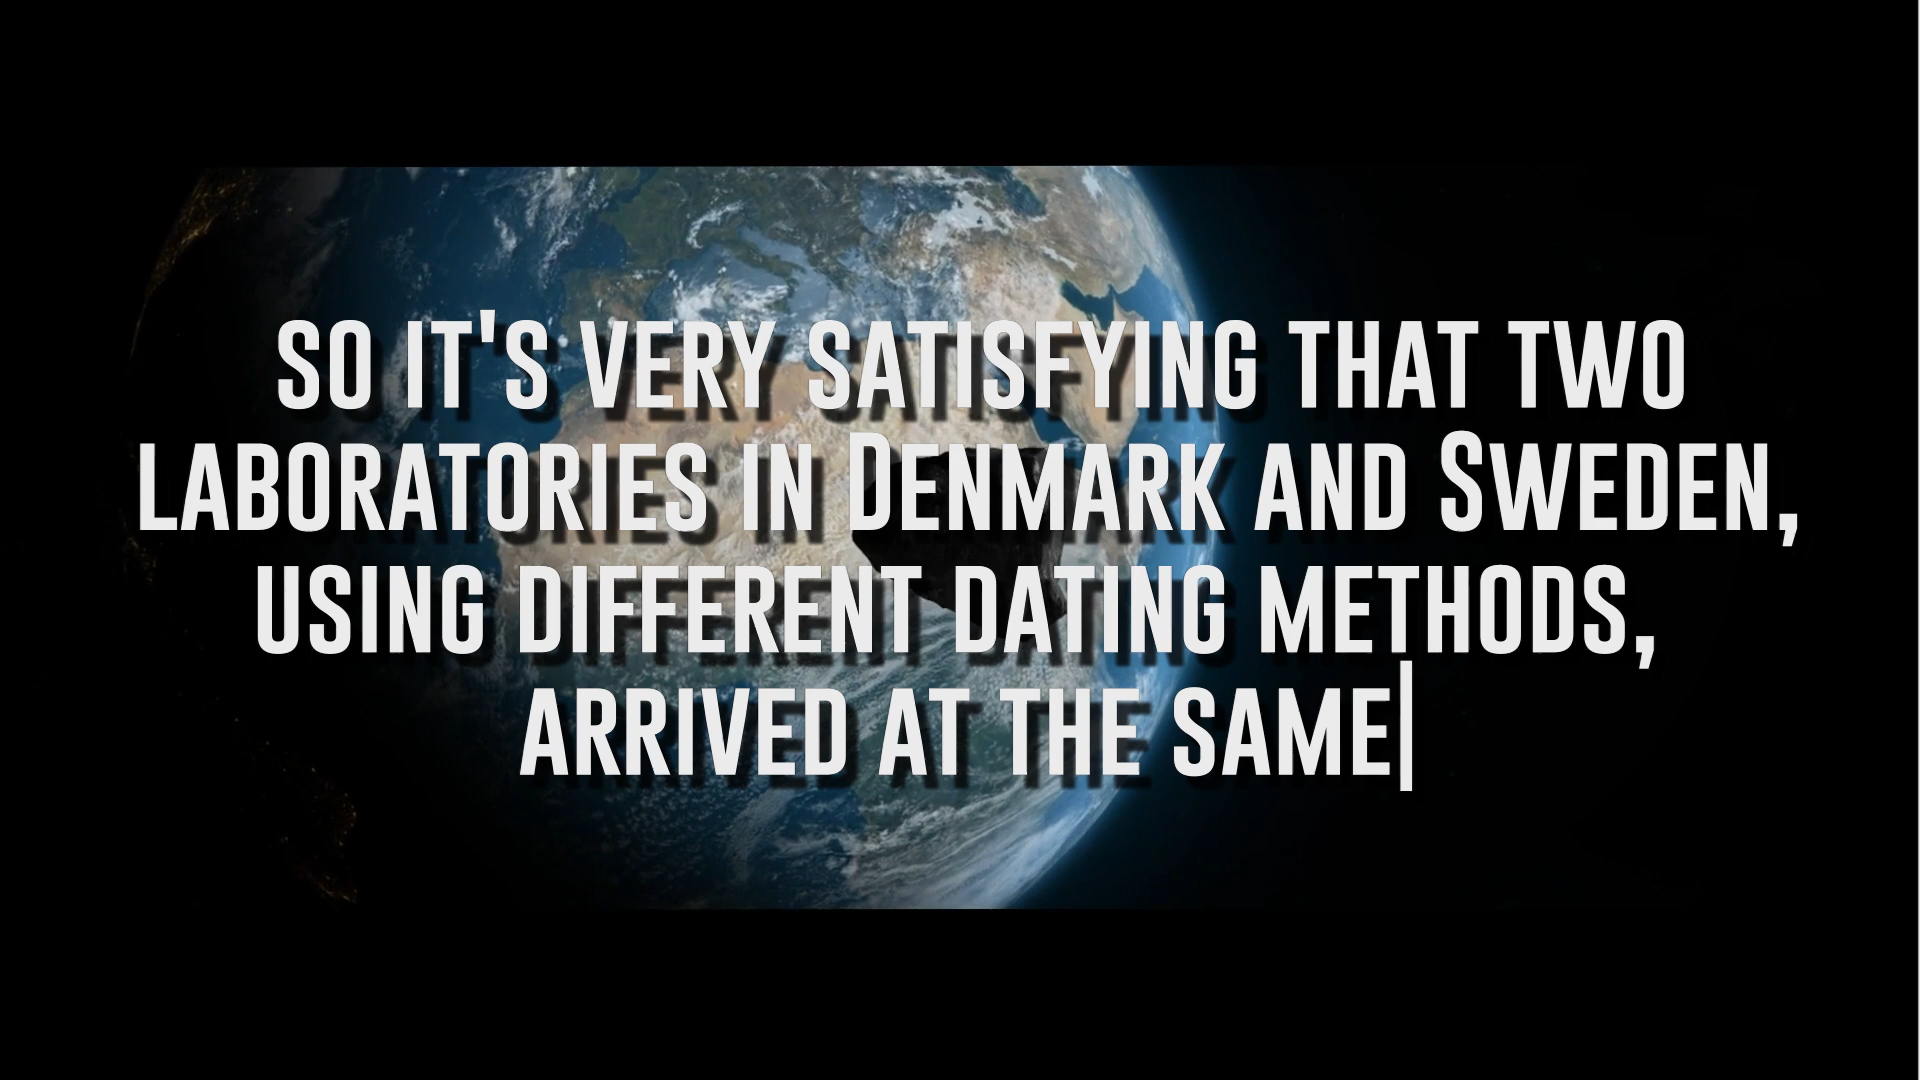 SO IT'S VERY SATISFYING THAT TWO
LABORATORIES IN DENMARK AND SWEDEN,
USING DIFFERENT DATING METHODS,
ARRIVED AT THE SAME